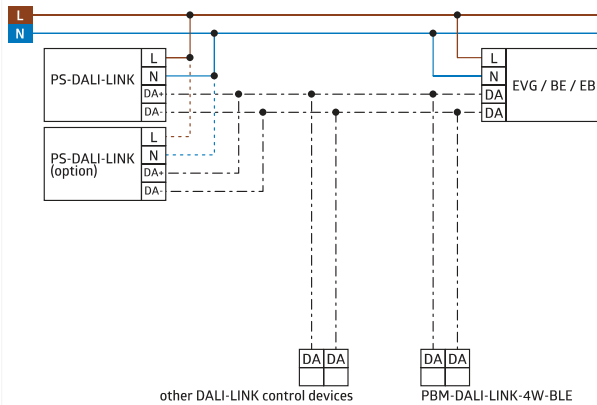 L
N
PS-DALI-LINK
L
N
DA+
DA-
L
N
DA
DA
EVG / BE / EB
PS-DALI-LINK
(option)
L
N
DA+
DA-
DA DA
DA DA
other DALI-LINK control devices
PBM-DALI-LINK-4W-BLE